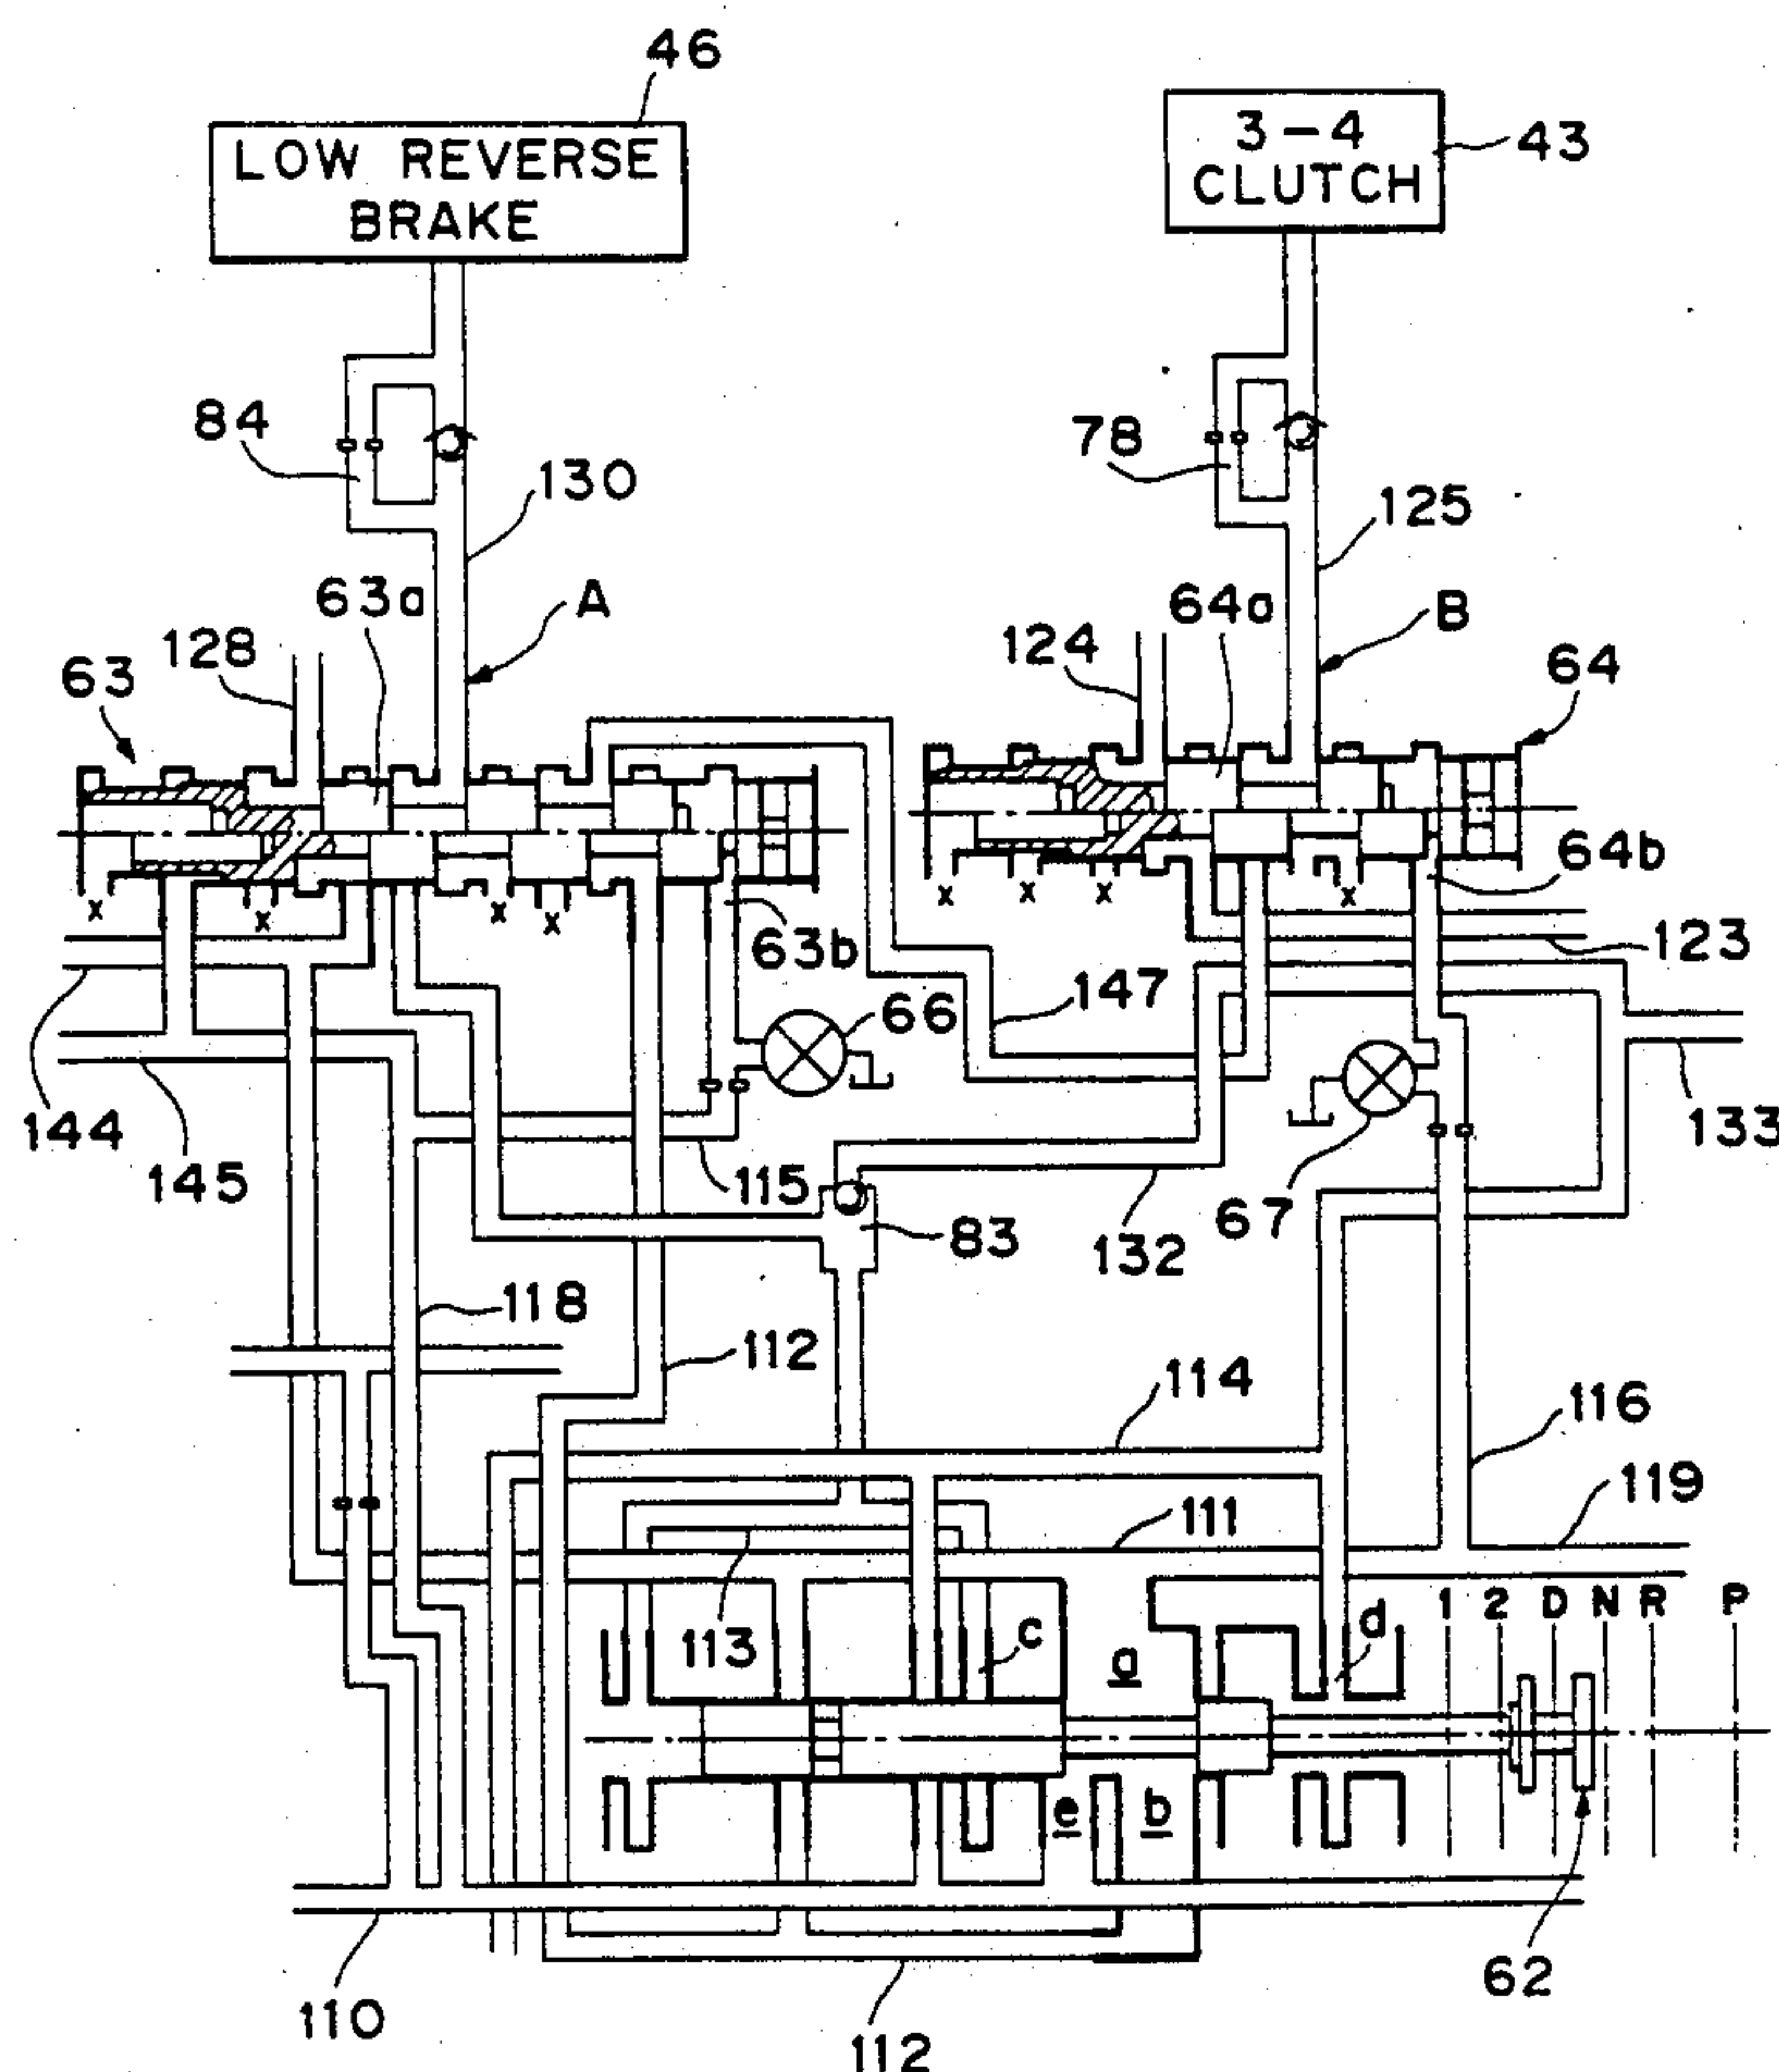 46
LOW REVERSE
BRAKE
3-4
CLUTCH
43
84
130
78
125
63a
A
64a
B
128
63
124
64
x
x
x
x
x
x
x
x
64b
63b
123
147
66
133
144
145
115
83
132
67
118
112
114
116
119
111
113
c
a
d
1 2 D N R P
e
b
62
110
112